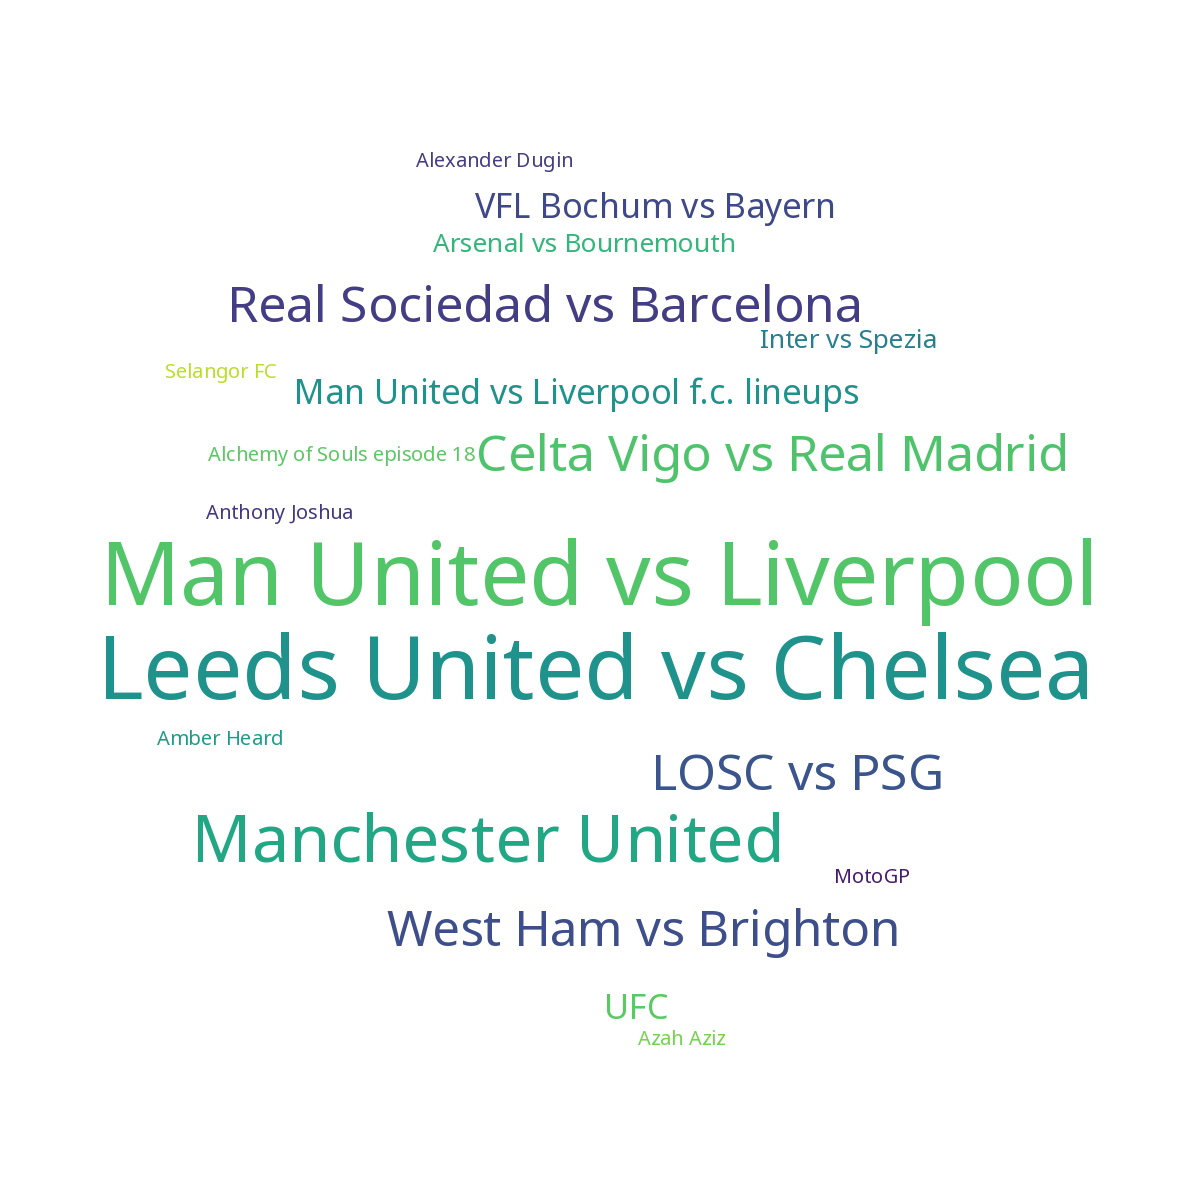 Alexander Dugin
VFL Bochum vs Bayern
Arsenal vs Bournemouth
Real Sociedad vs Barcelona
Inter vs Spezia
Selangor FC
Man United vs Liverpool f.c. lineups
Alchemy of Souls episode 18
Celta Vigo vs Real Madrid
Anthony Joshua
Man United vs Liverpool
Leeds United vs Chelsea
Amber Heard
LOSC vs PSG
Manchester United
MotoGP
West Ham vs Brighton
UFC
Azah Aziz